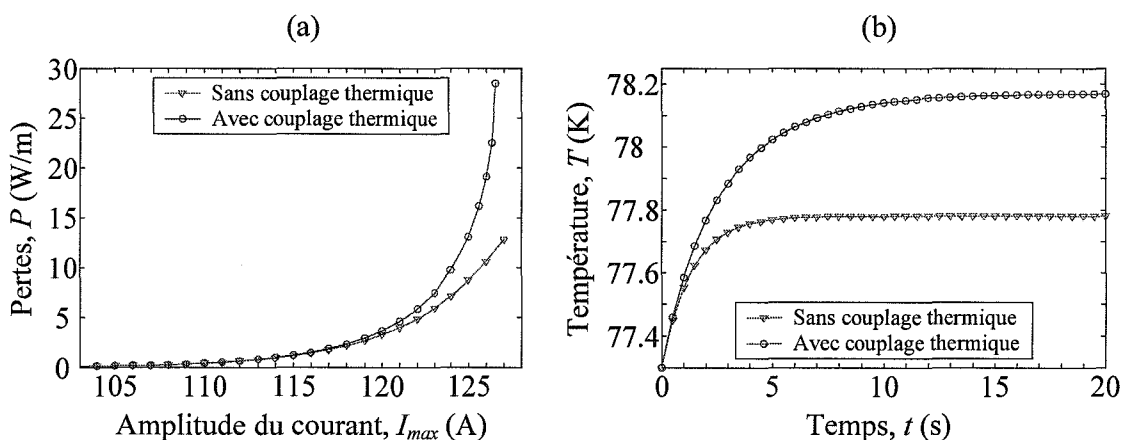 (a)
30
25
20
15
10
5
0
Pertes, P (W/m)
Sans couplage thermique
Avec couplage thermique
105 110 115 120 125
Amplitude du courant, Imax (A)
(b)
78.2
78
77.8
77.6
77.4
Température, T (K)
Sans couplage thermique
Avec couplage thermique
0 5 10 15 20
Temps, t (s)